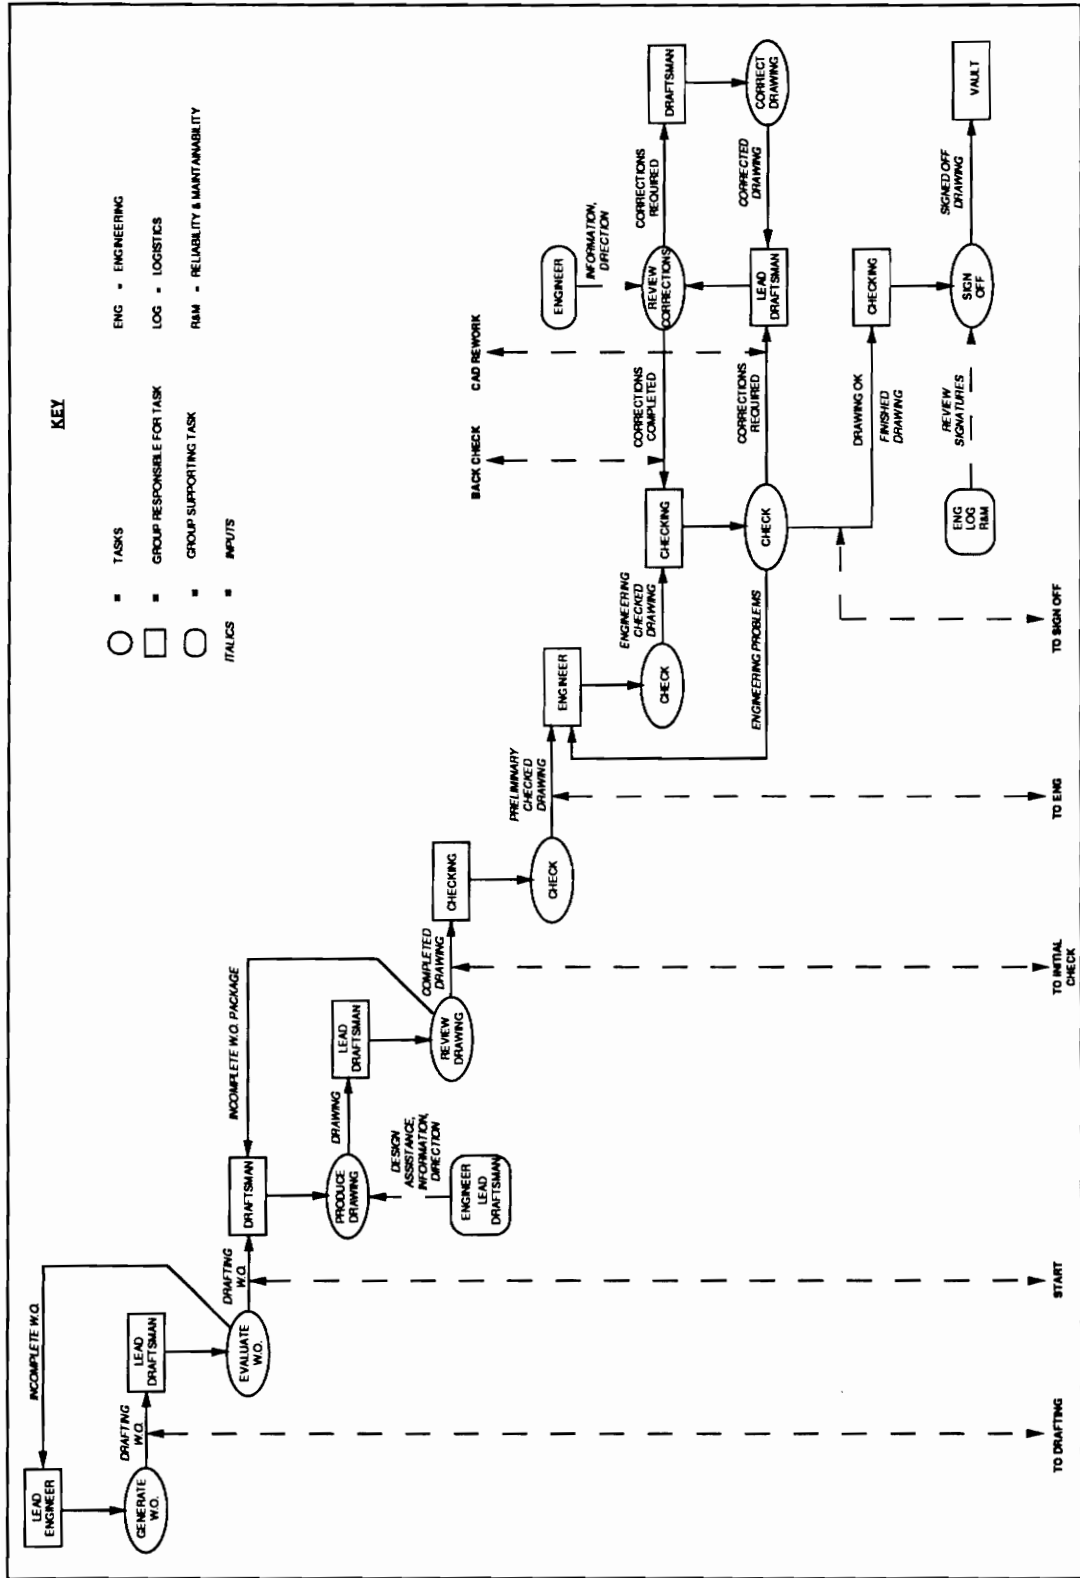 KEY
TASKS
ENG = ENGINEERING
GROUP RESPONSIBLE FOR TASK
LOG = LOGISTICS
GROUP SUPPORTING TASK
R&M = RELIABILITY & MAINTAINABILITY
ITALICS = INPUTS
LEAD
ENGINEER
GENERATE
W.O.
DRAFTING
W.O.
INCOMPLETE W.O.
LEAD
DRAFTSMAN
EVALUATE
W.O.
DRAFTING
W.O.
DRAFTSMAN
INCOMPLETE W.O. PACKAGE
PRODUCE
DRAWING
DRAWING
DESIGN
ASSISTANCE,
INFORMATION,
DIRECTION
ENGINEER
LEAD
DRAFTSMAN
LEAD
DRAFTSMAN
REVIEW
DRAWING
COMPLETED
DRAWING
CHECKING
CHECK
PRELIMINARY
CHECKED
DRAWING
ENGINEER
CHECK
ENGINEERING
CHECKED
DRAWING
CHECKING
CHECK
ENGINEERING PROBLEMS
BACK CHECK
CAD REWORK
CORRECTIONS
COMPLETED
CORRECTIONS
REQUIRED
ENGINEER
INFORMATION,
DIRECTION
REVIEW
CORRECTIONS
CORRECTIONS
REQUIRED
DRAFTSMAN
CORRECT
DRAWING
CORRECTED
DRAWING
LEAD
DRAFTSMAN
DRAWING OK
FINISHED
DRAWING
CHECKING
ENG
LOG
R&M
REVIEW
SIGNATURES
SIGN
OFF
SIGNED OFF
DRAWING
VAULT
TO DRAFTING
START
TO INITIAL
CHECK
TO ENG
TO SIGN OFF